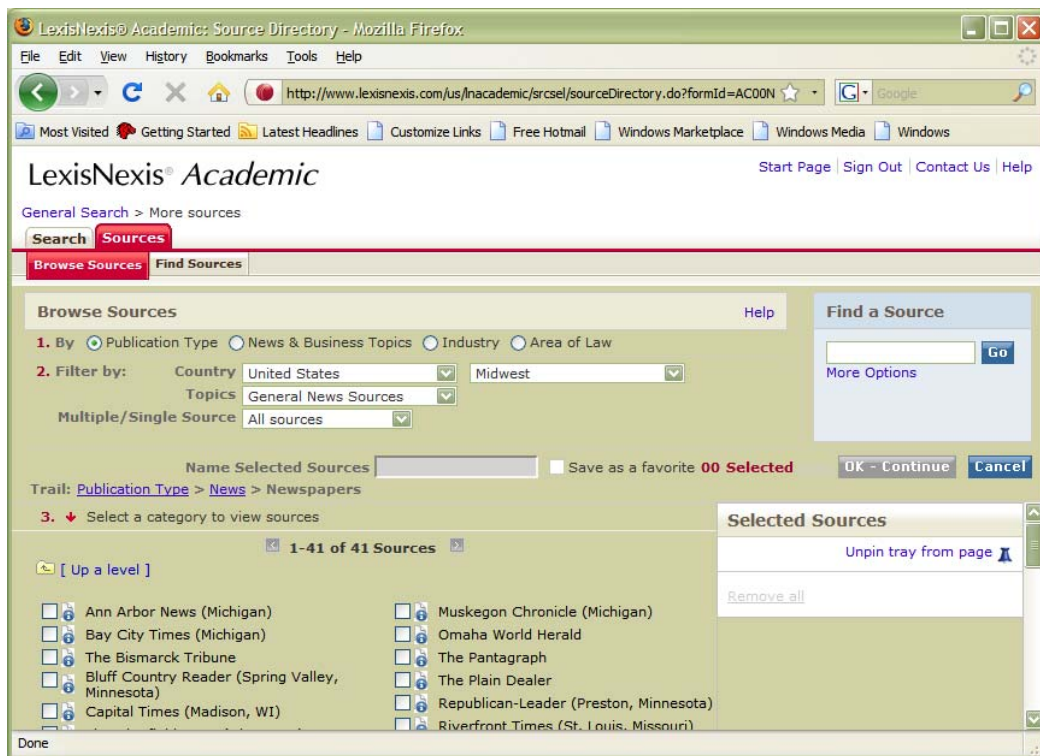 LexisNexis® Academic: Source Directory - Mozilla Firefox
File Edit View History Bookmarks Tools Help
http://www.lexisnexis.com/us/lnacademic/srcsel/sourceDirectory.do?formId=AC00N G Google
Most Visited Getting Started Latest Headlines Customize Links Free Hotmail Windows Marketplace Windows Media Windows
LexisNexis® Academic
Start Page | Sign Out | Contact Us | Help
General Search > More sources
Search Sources
Browse Sources Find Sources
Browse Sources Help
Find a Source
1. By Publication Type News & Business Topics Industry Area of Law
Go
More Options
2. Filter by: Country United States Midwest
Topics General News Sources
Multiple/Single Source All sources
Name Selected Sources Save as a favorite 00 Selected OK - Continue Cancel
Trail: Publication Type > News > Newspapers
3. Select a category to view sources
1-41 of 41 Sources
[ Up a level ]
Ann Arbor News (Michigan)
Bay City Times (Michigan)
The Bismarck Tribune
Bluff Country Reader (Spring Valley,
Minnesota)
Capital Times (Madison, WI)
Muskegon Chronicle (Michigan)
Omaha World Herald
The Pantagraph
The Plain Dealer
Republican-Leader (Preston, Minnesota)
Riverfront Times (St. Louis, Missouri)
Selected Sources
Unpin tray from page
Remove all
Done